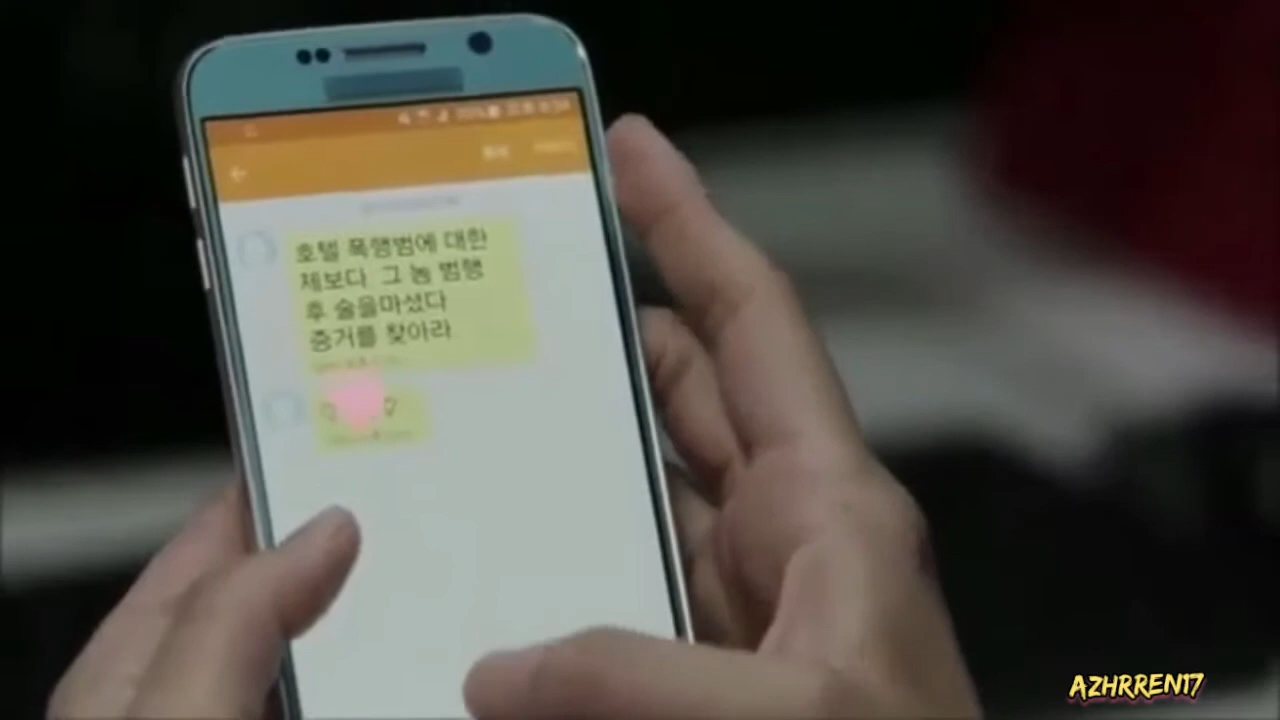 호텔 폭행범에 대한
제보다 그 놈 범행
후 술을마셨다
증거를 찾아라
AZHRREN17